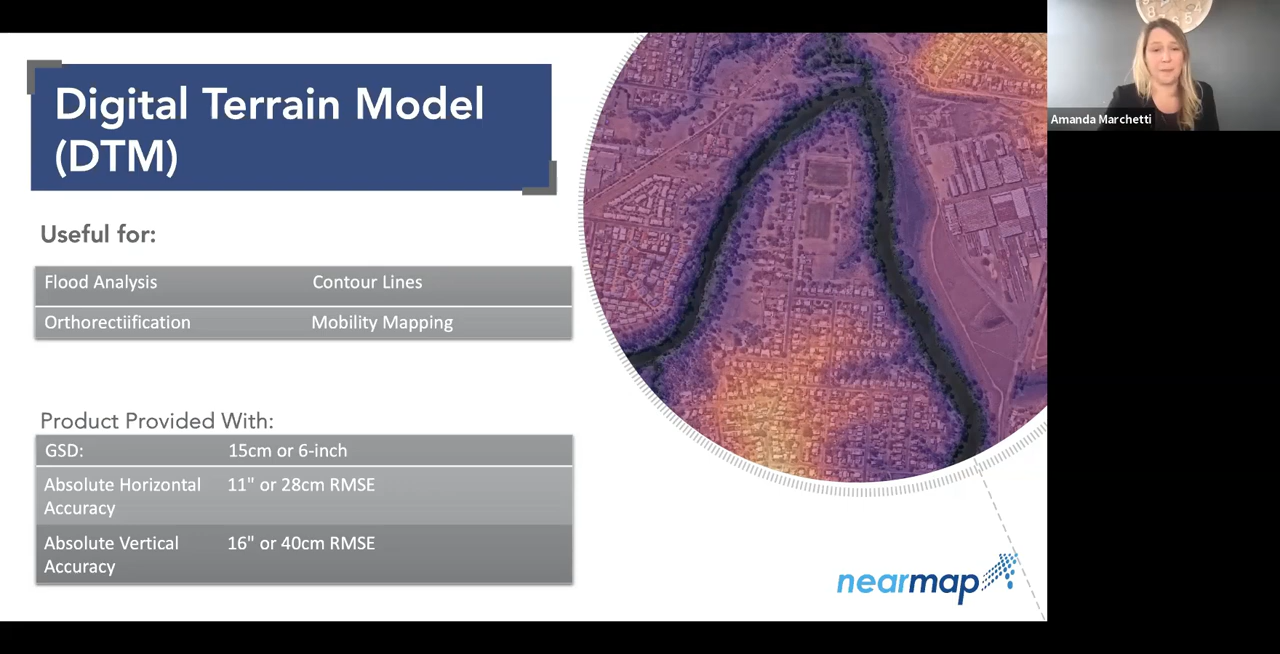 Digital Terrain Model
(DTM)
Useful for:
Flood Analysis Contour Lines
Orthorectiification Mobility Mapping
Product Provided With:
GSD: 15cm or 6-inch
Absolute Horizontal 11" or 28cm RMSE
Accuracy
Absolute Vertical 16" or 40cm RMSE
Accuracy
nearmap
Amanda Marchetti